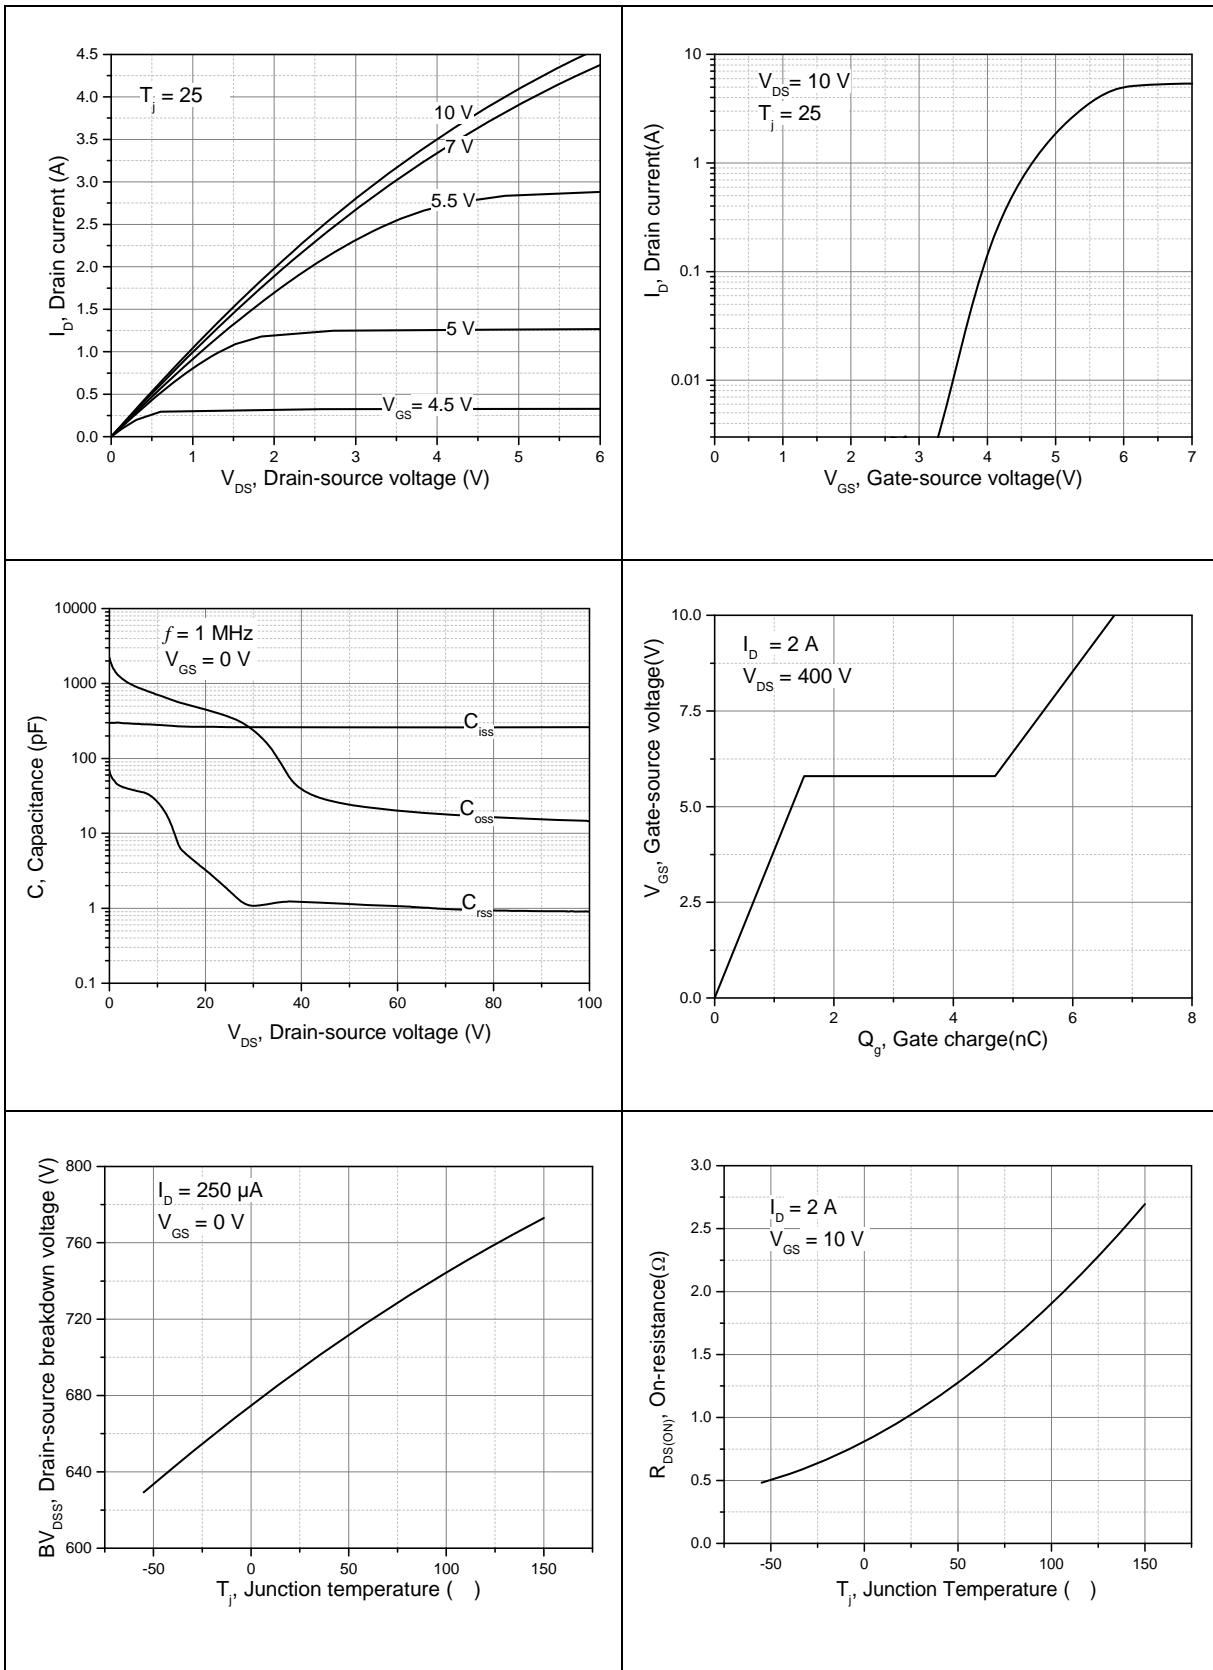 4.5
4.0
3.5
3.0
2.5
2.0
1.5
1.0
0.5
0.0
I_D, Drain current (A)
T_j = 25
10 V
7 V
5.5 V
5 V
V_GS= 4.5 V
0 1 2 3 4 5 6
V_DS, Drain-source voltage (V)
10
1
0.1
0.01
I_D, Drain current(A)
V_DS= 10 V
T_j = 25
0 1 2 3 4 5 6 7
V_GS, Gate-source voltage(V)
10000
1000
100
10
1
0.1
C, Capacitance (pF)
f = 1 MHz
V_GS = 0 V
C_iss
C_oss
C_rss
0 20 40 60 80 100
V_DS, Drain-source voltage (V)
10.0
7.5
5.0
2.5
0.0
V_GS, Gate-source voltage(V)
I_D = 2 A
V_DS = 400 V
0 2 4 6 8
Q_g, Gate charge(nC)
800
760
720
680
640
600
BV_DSS, Drain-source breakdown voltage (V)
I_D = 250 μA
V_GS = 0 V
-50 0 50 100 150
T_j, Junction temperature ( )
3.0
2.5
2.0
1.5
1.0
0.5
0.0
R_DS(ON), On-resistance(Ω)
I_D = 2 A
V_GS = 10 V
-50 0 50 100 150
T_j, Junction Temperature ( )